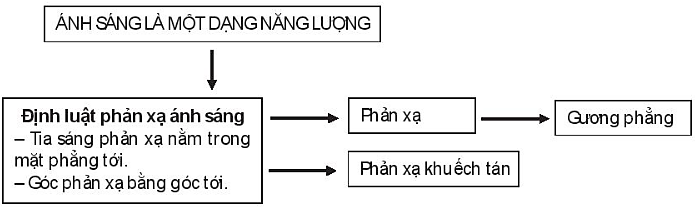 ÁNH SÁNG LÀ MỘT DẠNG NĂNG LƯỢNG
Định luật phản xạ ánh sáng
– Tia sáng phản xạ nằm trong
mặt phẳng tới.
– Góc phản xạ bằng góc tới.
Phản xạ
Gương phẳng
Phản xạ khuếch tán